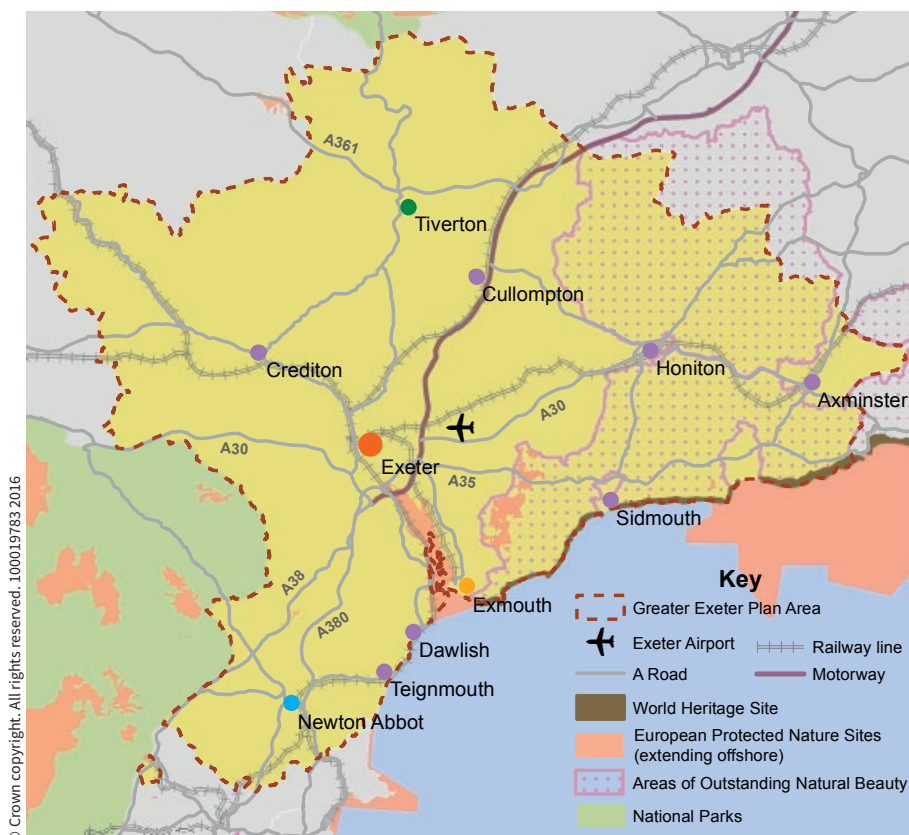 A361
Tiverton
Cullompton
Crediton
Honiton
Axminster
A30
A30
Exeter
A35
Sidmouth
A38
Exmouth
A380
Dawlish
Teignmouth
Newton Abbot
Key
Greater Exeter Plan Area
Exeter Airport
Railway line
A Road
Motorway
World Heritage Site
European Protected Nature Sites
(extending offshore)
Areas of Outstanding Natural Beauty
National Parks
© Crown copyright. All rights reserved. 100019783 2016